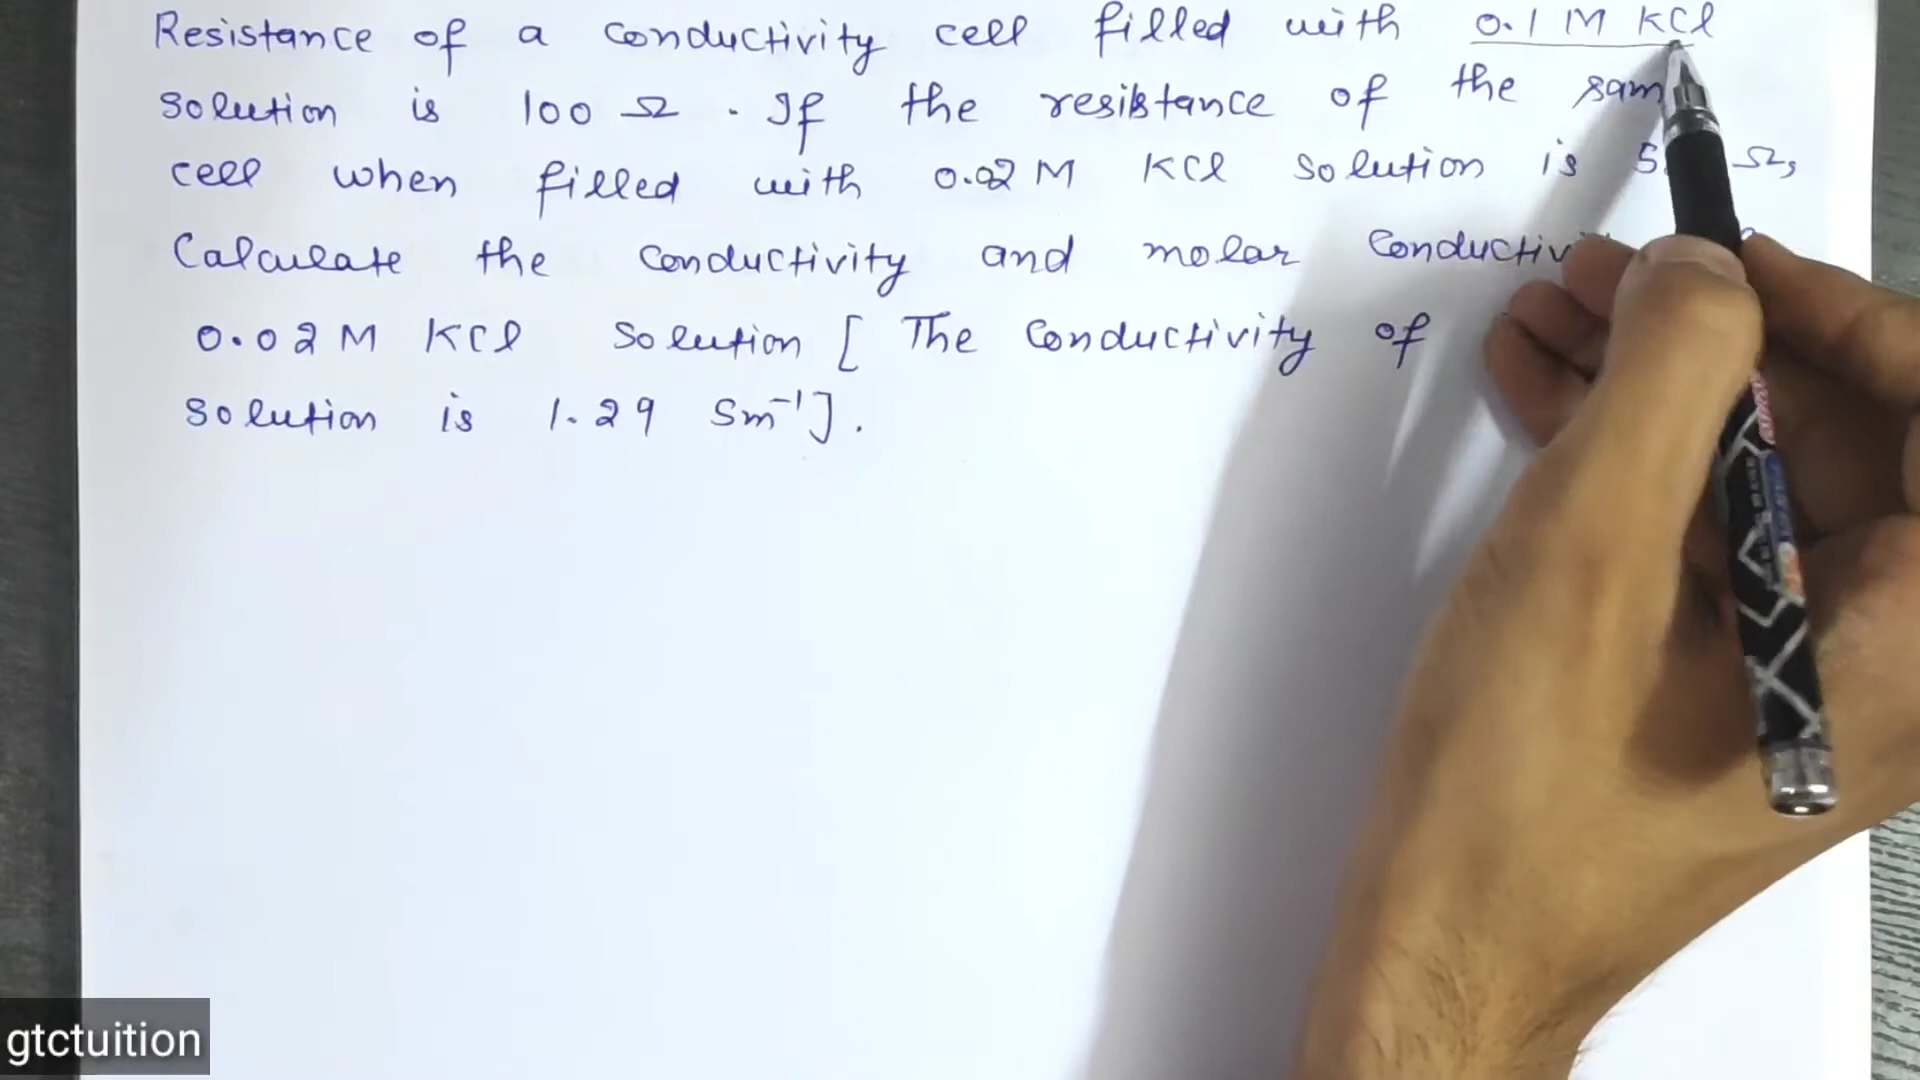 Resistance of a conductivity cell filled with 0.1 M KCl
solution is 100 Ω. If the resistance of the
cell when filled with 0.02 M KCl solution is Ω,
Calculate the conductivity and molar
0.02 M KCl solution [ The conductivity of
solution is 1.29 Sm⁻¹].
gtctuition